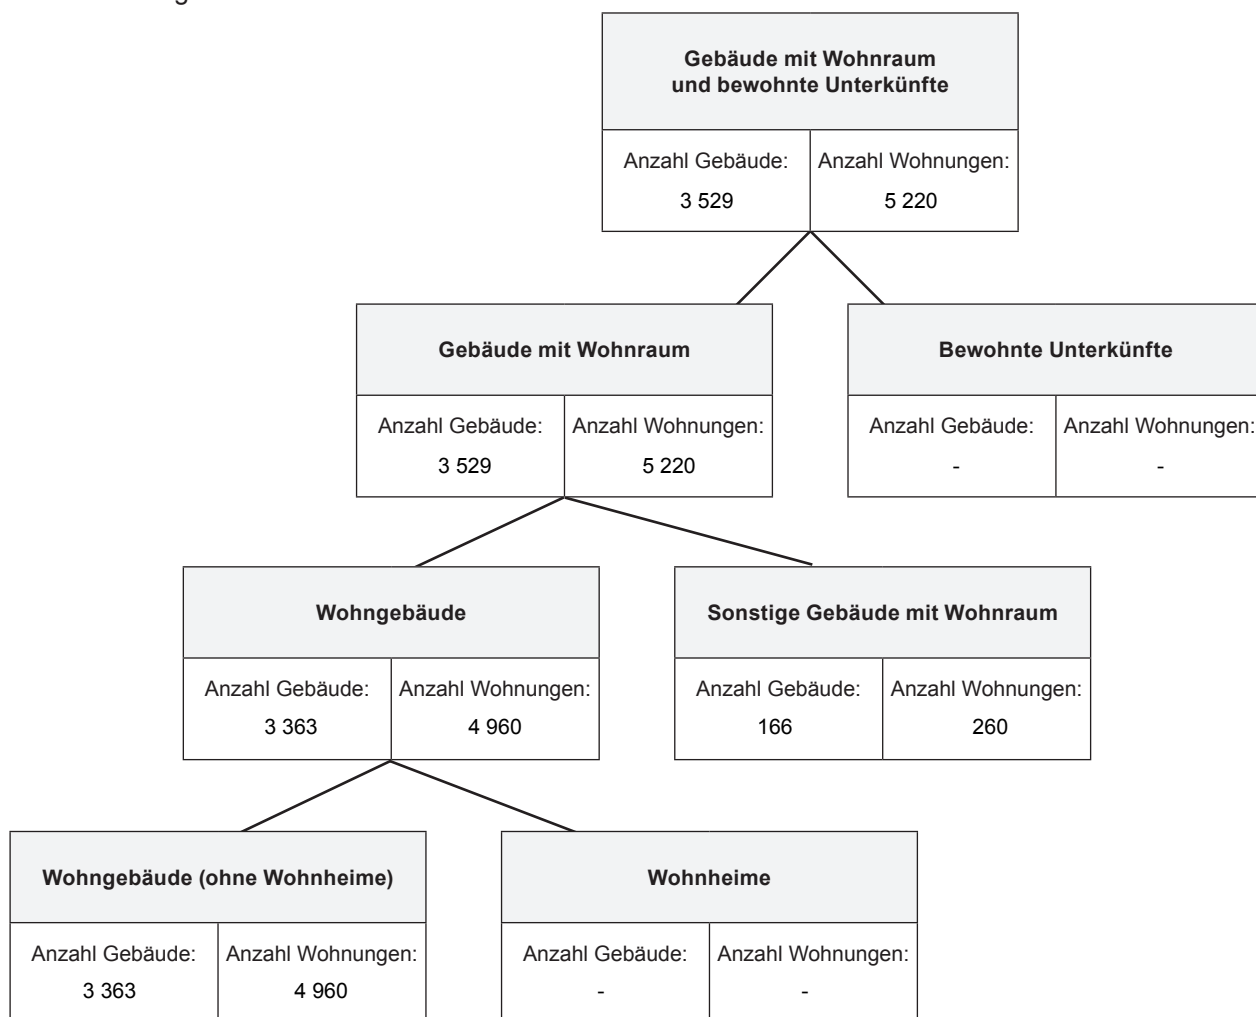 Gebäude mit Wohnraum
und bewohnte Unterkünfte
Anzahl Gebäude:
Anzahl Wohnungen:
3 529
5 220
Gebäude mit Wohnraum
Bewohnte Unterkünfte
Anzahl Gebäude:
Anzahl Wohnungen:
Anzahl Gebäude:
Anzahl Wohnungen:
3 529
5 220
-
-
Wohngebäude
Sonstige Gebäude mit Wohnraum
Anzahl Gebäude:
Anzahl Wohnungen:
Anzahl Gebäude:
Anzahl Wohnungen:
3 363
4 960
166
260
Wohngebäude (ohne Wohnheime)
Wohnheime
Anzahl Gebäude:
Anzahl Wohnungen:
Anzahl Gebäude:
Anzahl Wohnungen:
3 363
4 960
-
-